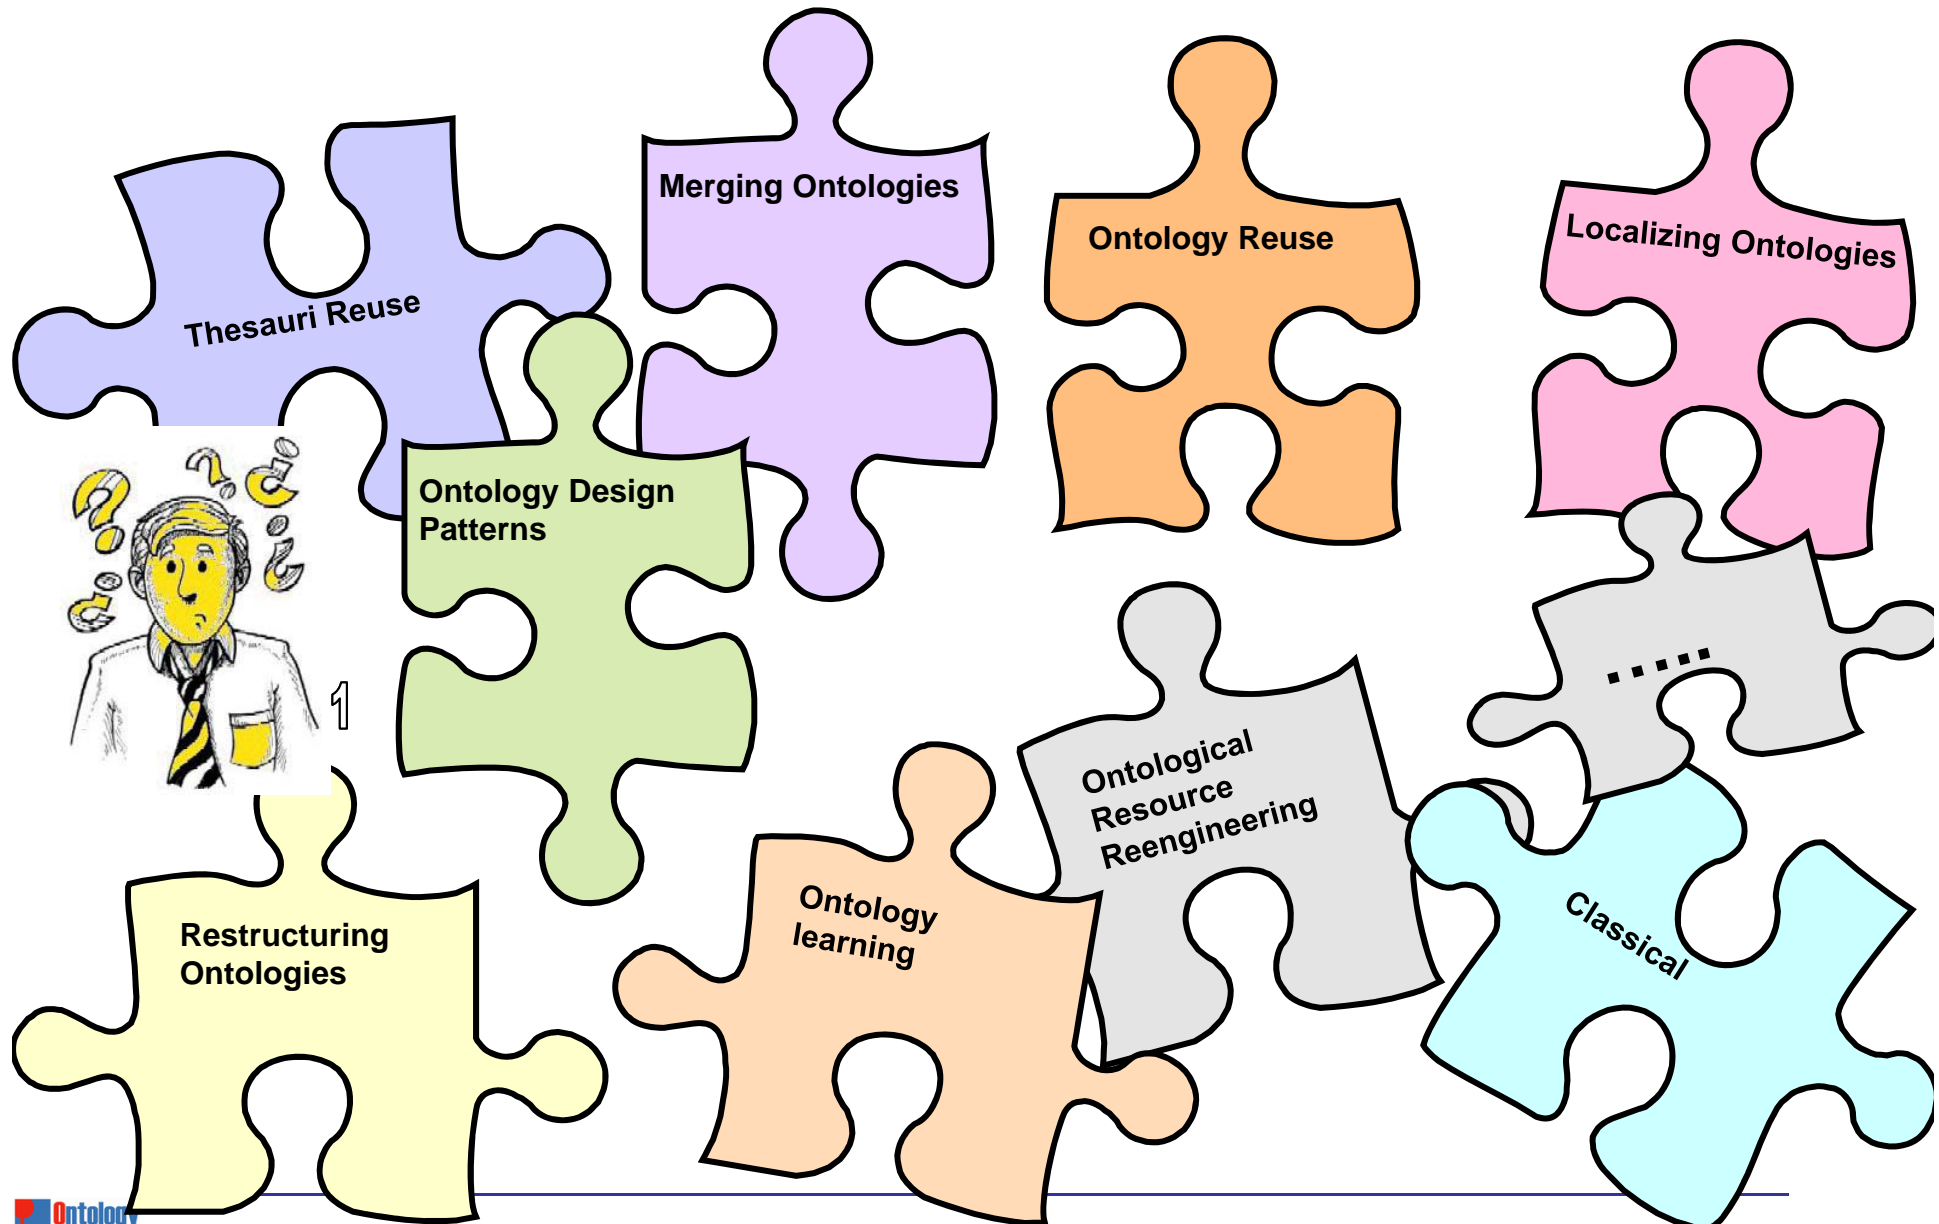 Merging Ontologies
Ontology Reuse
Localizing Ontologies
Thesauri Reuse
Ontology Design
Patterns
.....
1
Ontological
Resource
Reengineering
Ontology
learning
Classical
Restructuring
Ontologies
Ontology